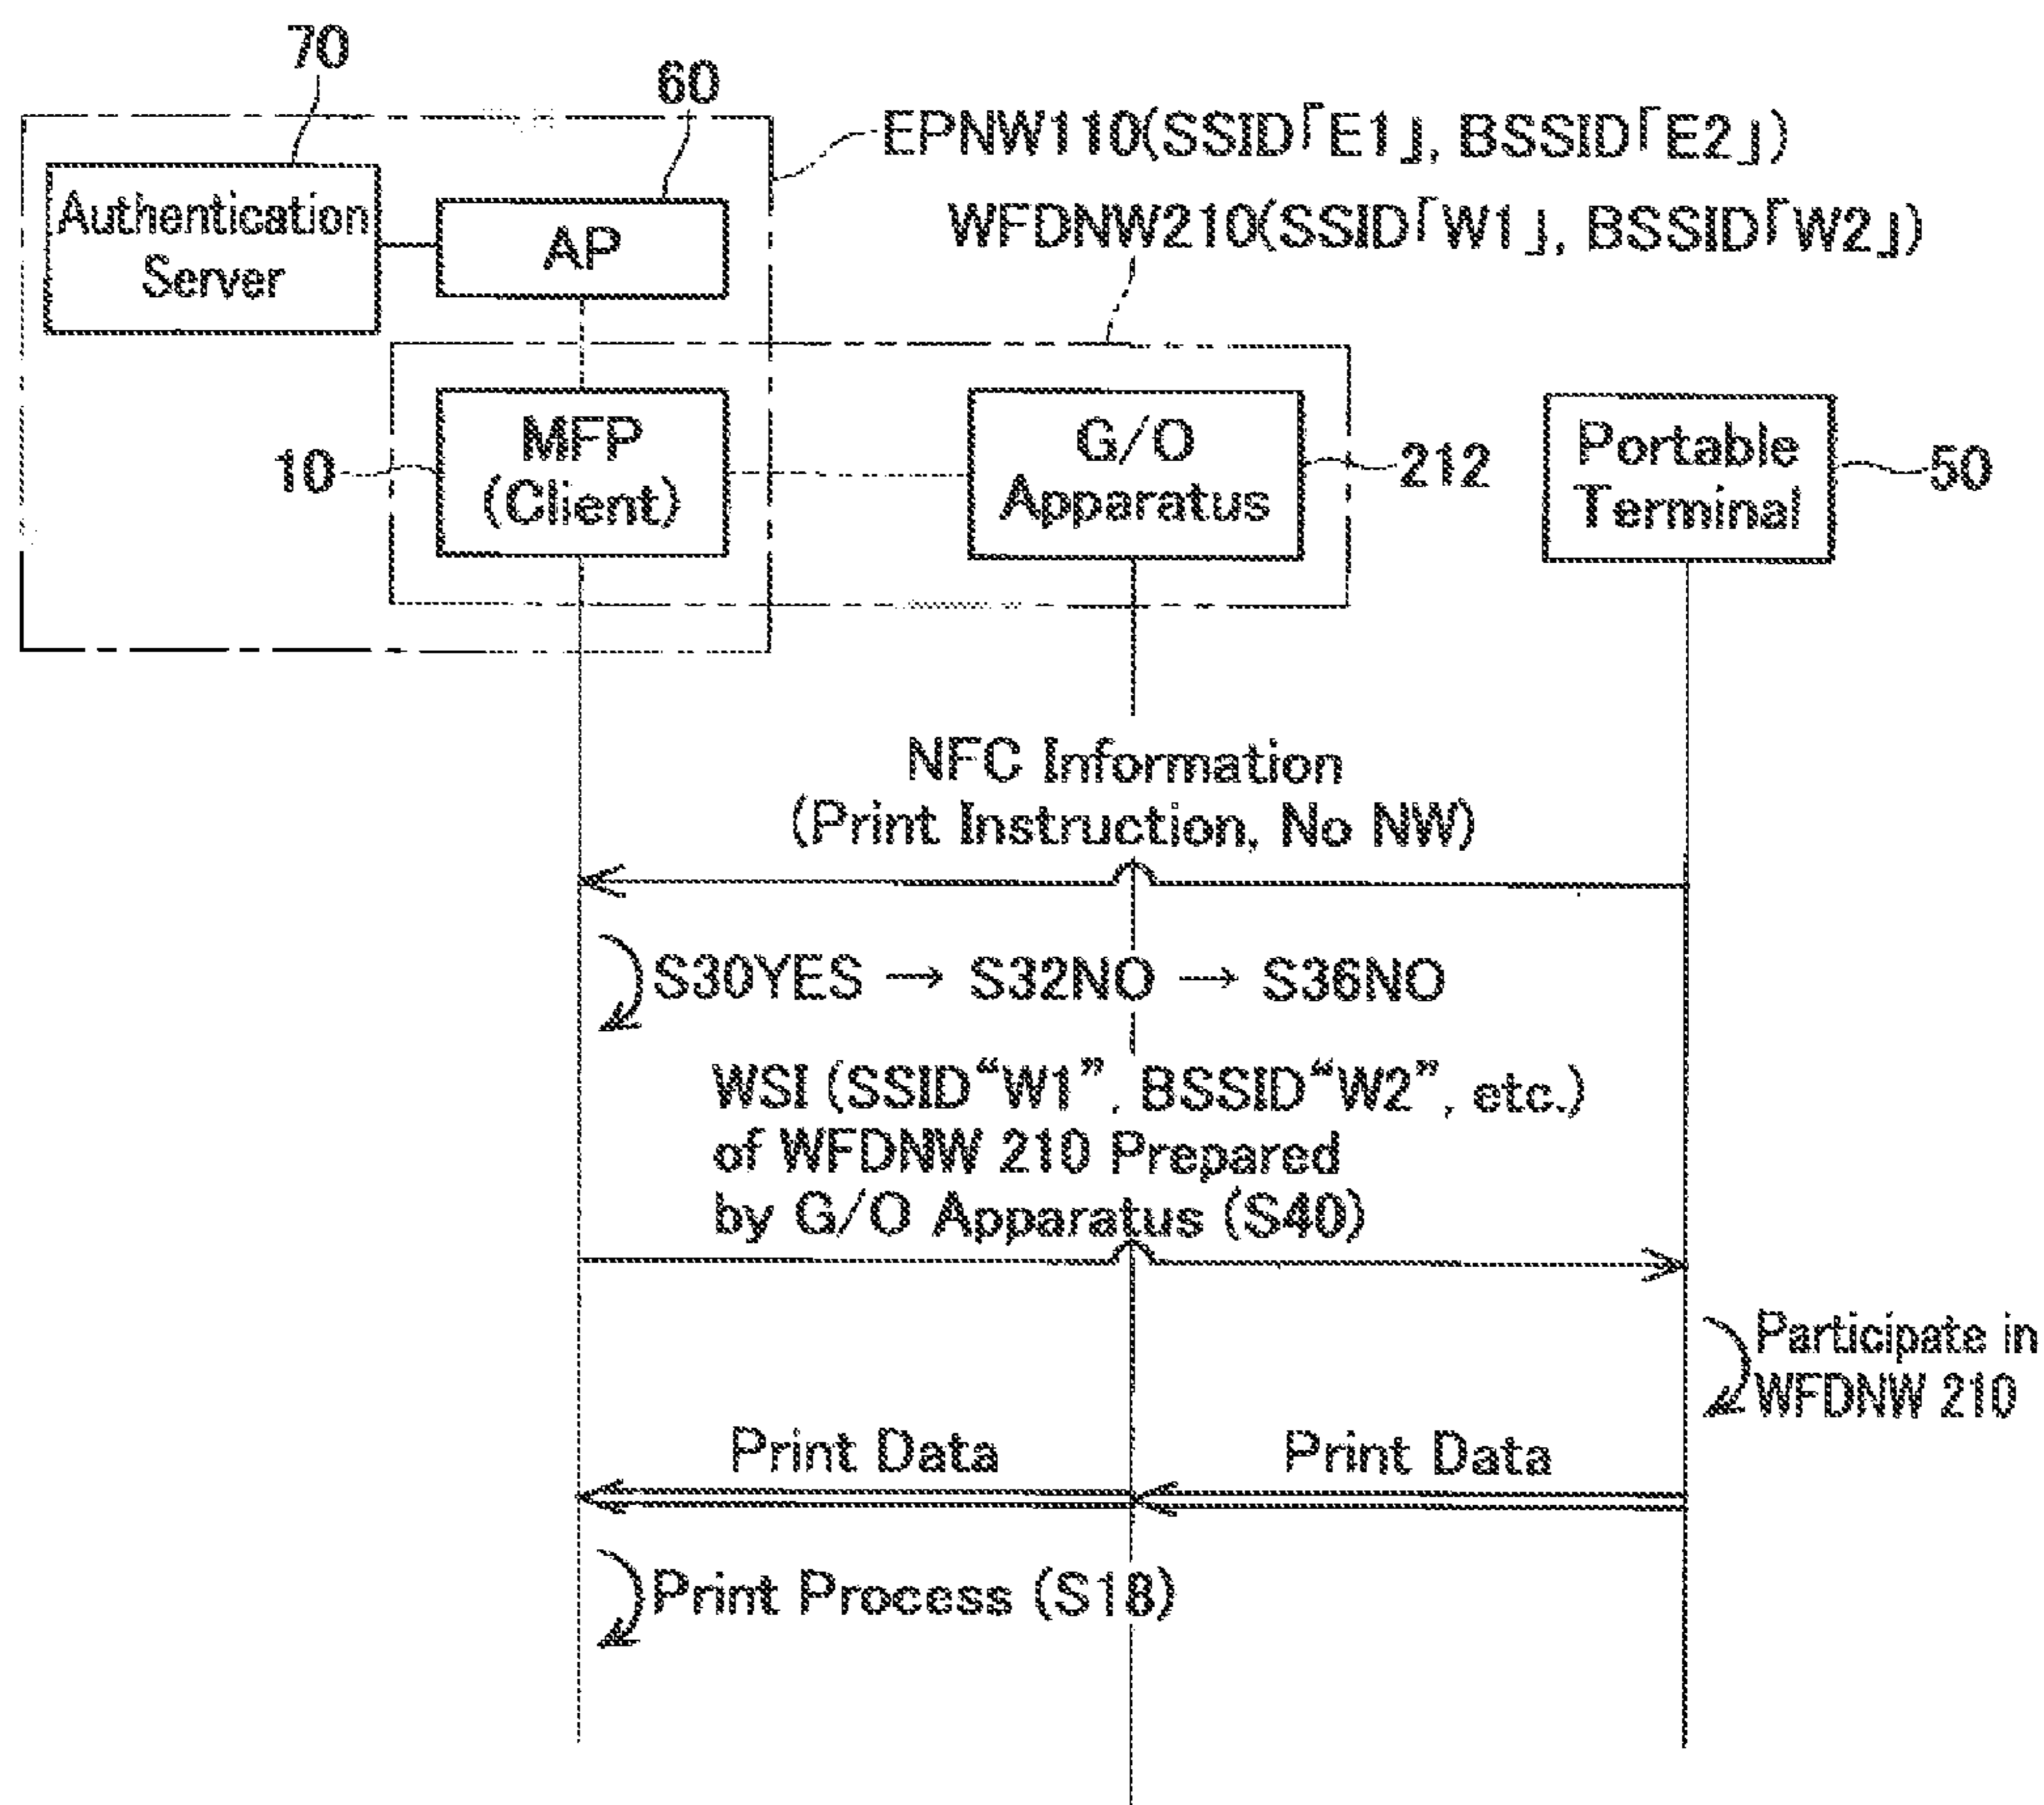 70
60
EPNW110(SSID「E1」, BSSID「E2」)
WFDNW210(SSID「W1」, BSSID「W2」)
Authentication
Server
AP
10
MFP
(Client)
G/O
Apparatus
212
Portable
Terminal
50
NFC Information
(Print Instruction, No NW)
S30YES → S32NO → S36NO
WSI (SSID“W1”, BSSID“W2”, etc.)
of WFDNW 210 Prepared
by G/O Apparatus (S40)
Participate in
WFDNW 210
Print Data
Print Data
Print Process (S18)